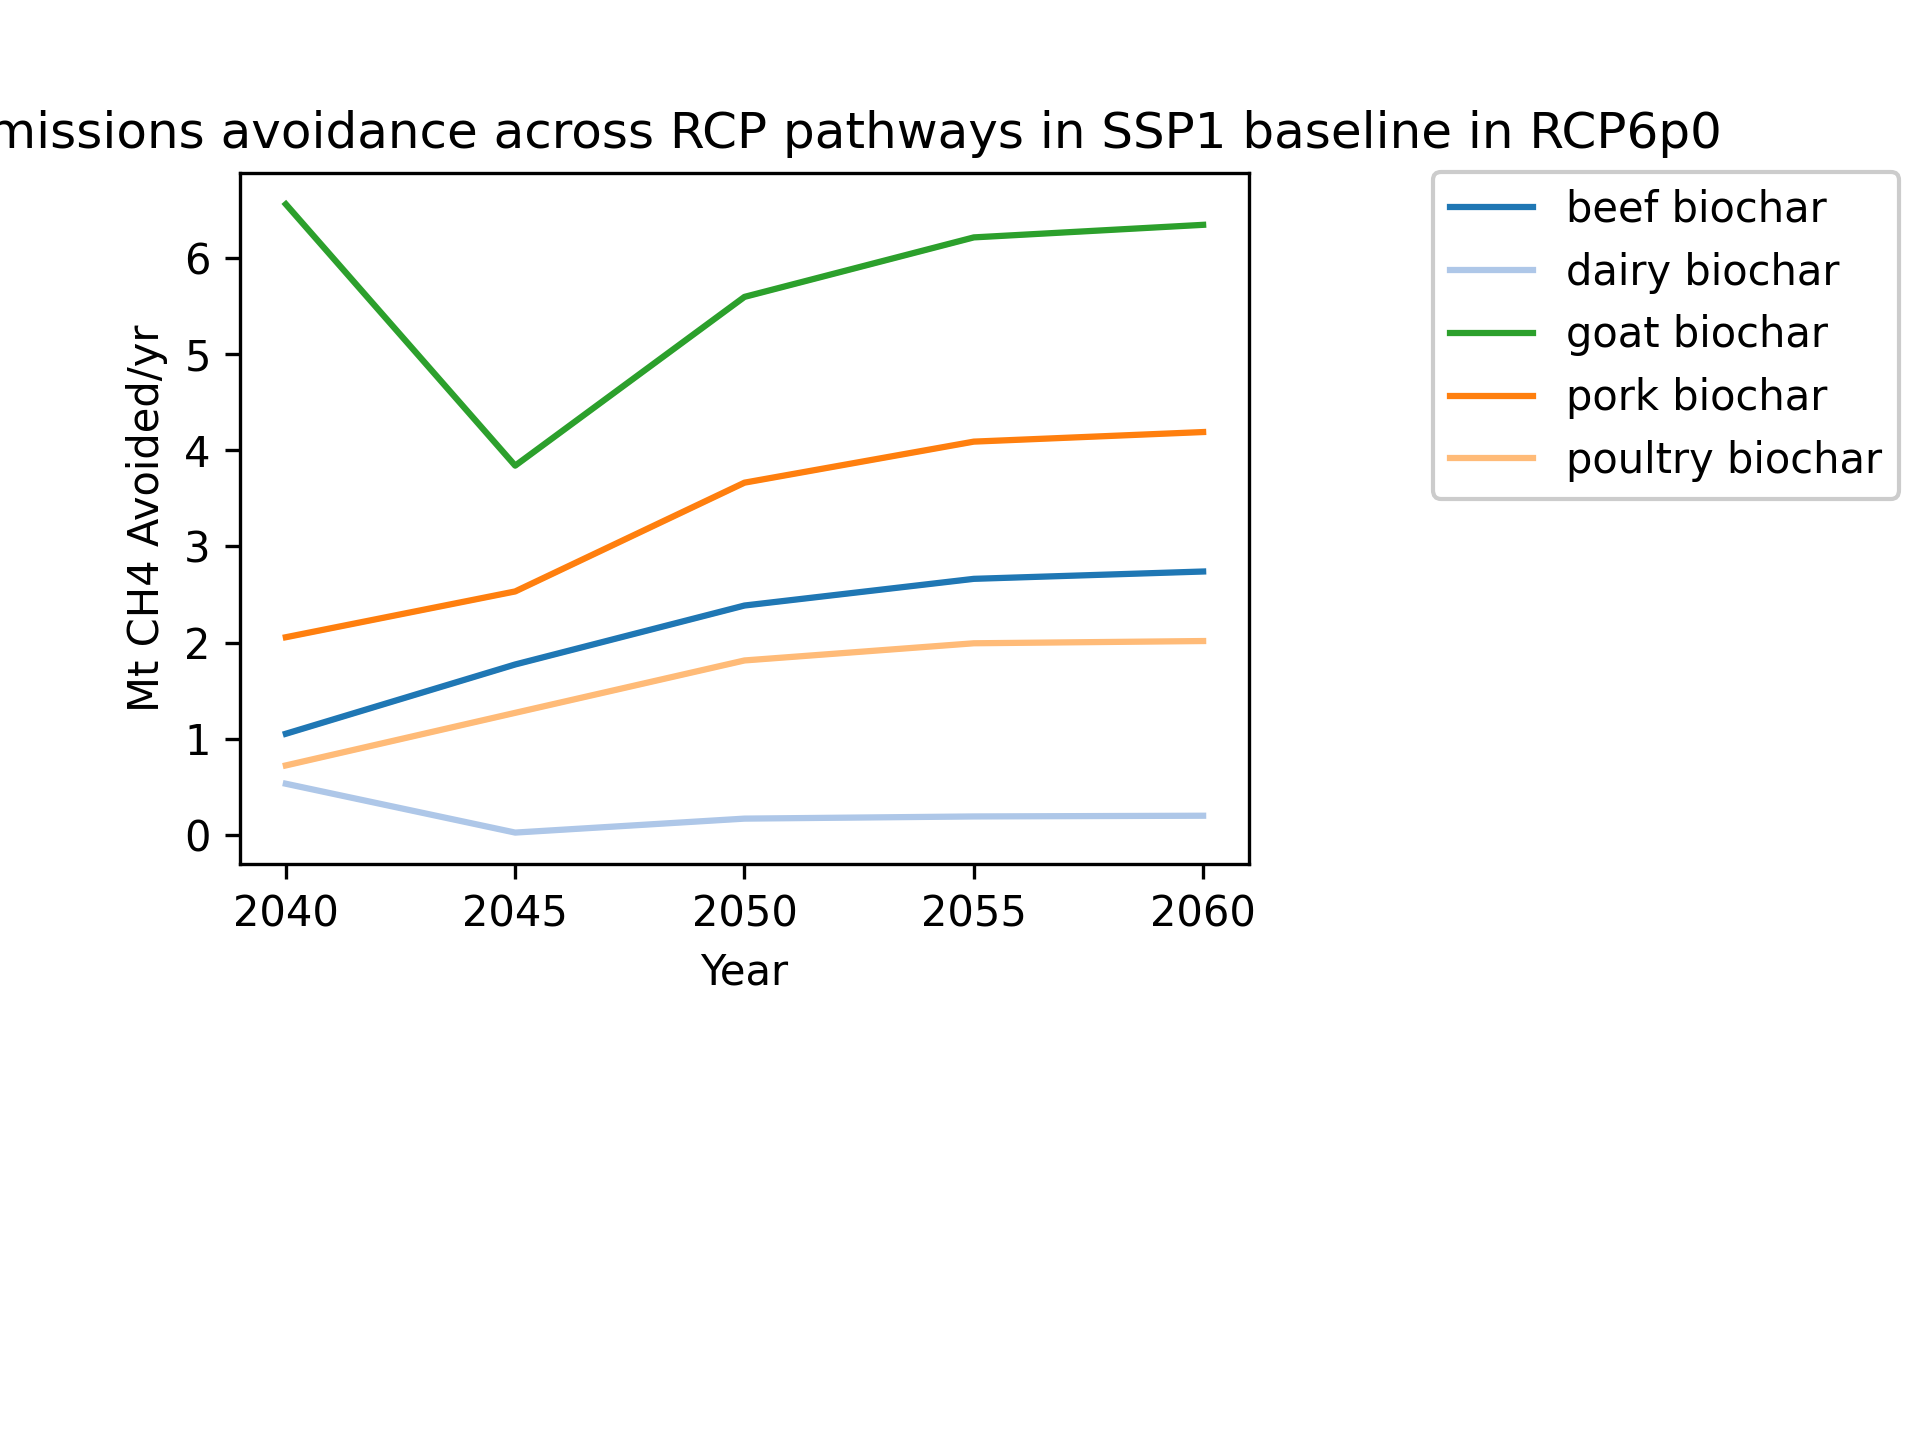 missions avoidance across RCP pathways in SSP1 baseline in RCP6p0
beef biochar
dairy biochar
goat biochar
pork biochar
poultry biochar
Mt CH4 Avoided/yr
6
5
4
3
2
1
0
2040 2045 2050 2055 2060
Year